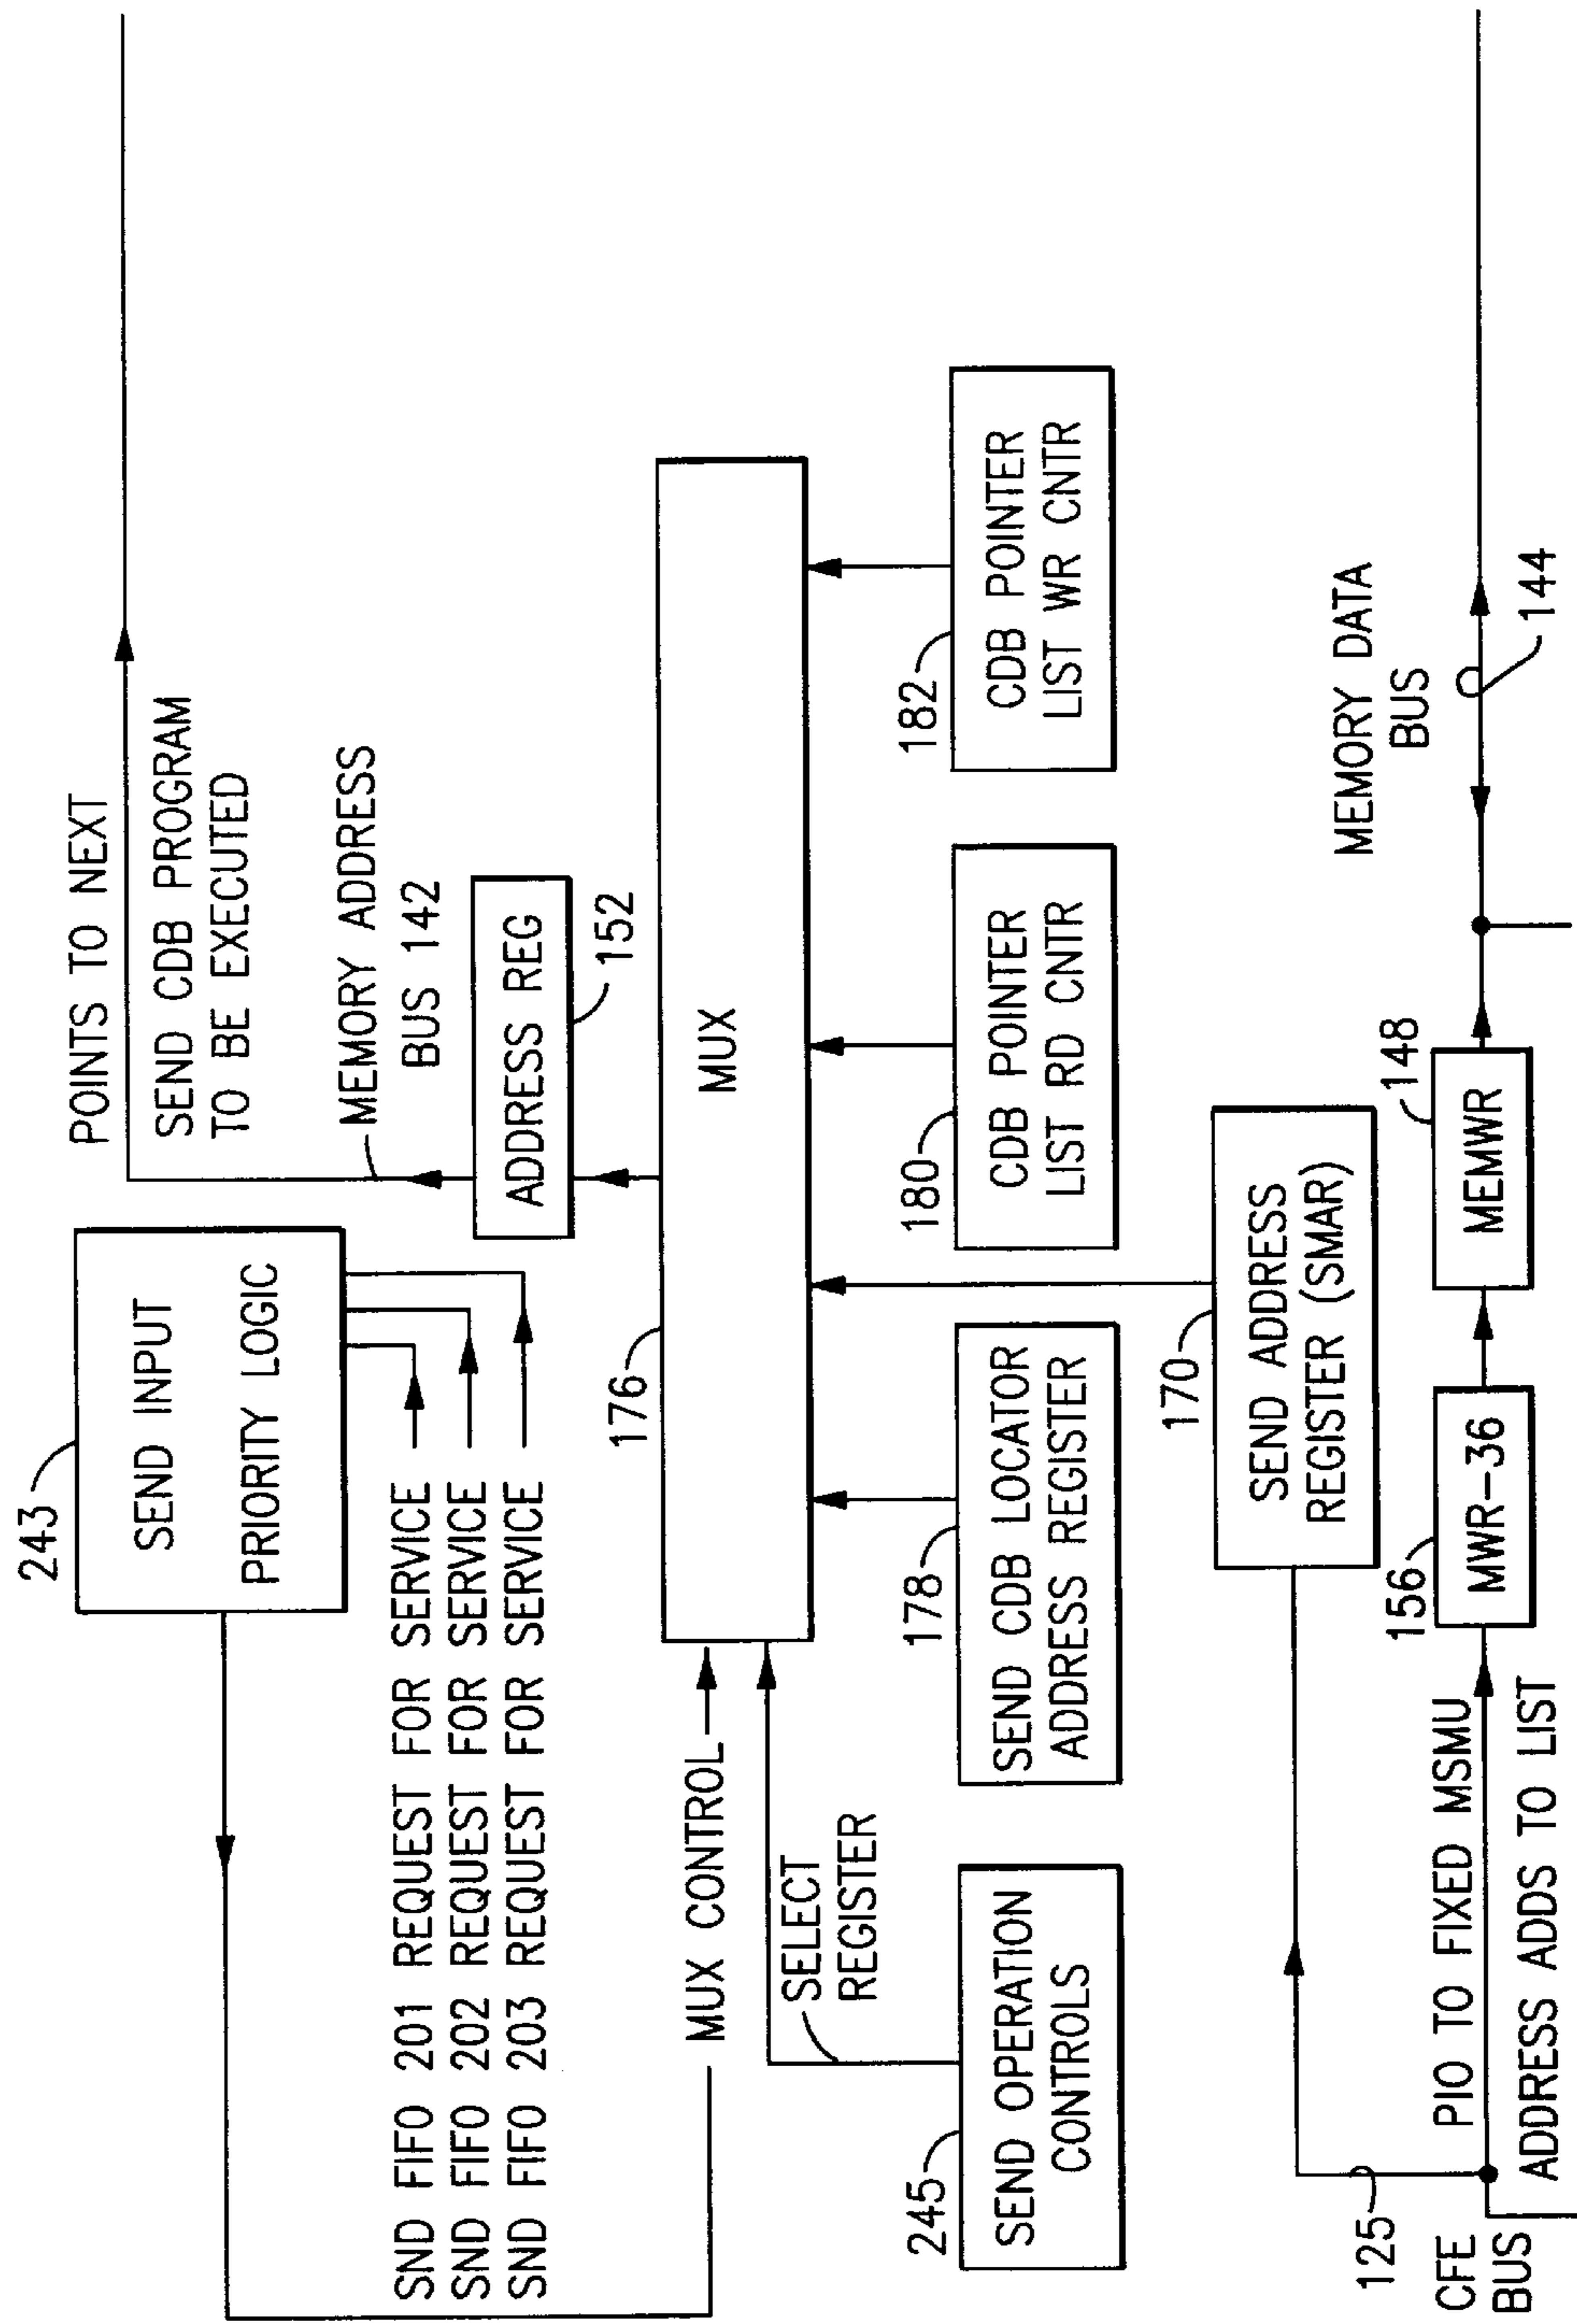 243
SEND INPUT
PRIORITY LOGIC
SND FIFO 201 REQUEST FOR SERVICE
SND FIFO 202 REQUEST FOR SERVICE
SND FIFO 203 REQUEST FOR SERVICE
POINTS TO NEXT
SEND CDB PROGRAM
TO BE EXECUTED
MEMORY ADDRESS
BUS 142
ADDRESS REG
152
MUX CONTROL
176
MUX
SELECT
REGISTER
245
SEND OPERATION
CONTROLS
178
SEND CDB LOCATOR
ADDRESS REGISTER
180
CDB POINTER
LIST RD CNTR
182
CDB POINTER
LIST WR CNTR
170
SEND ADDRESS
REGISTER (SMAR)
125
CFE
BUS
PIO TO FIXED MSMU
ADDRESS ADDS TO LIST
156
MWR-36
148
MEMWR
MEMORY DATA
BUS
144